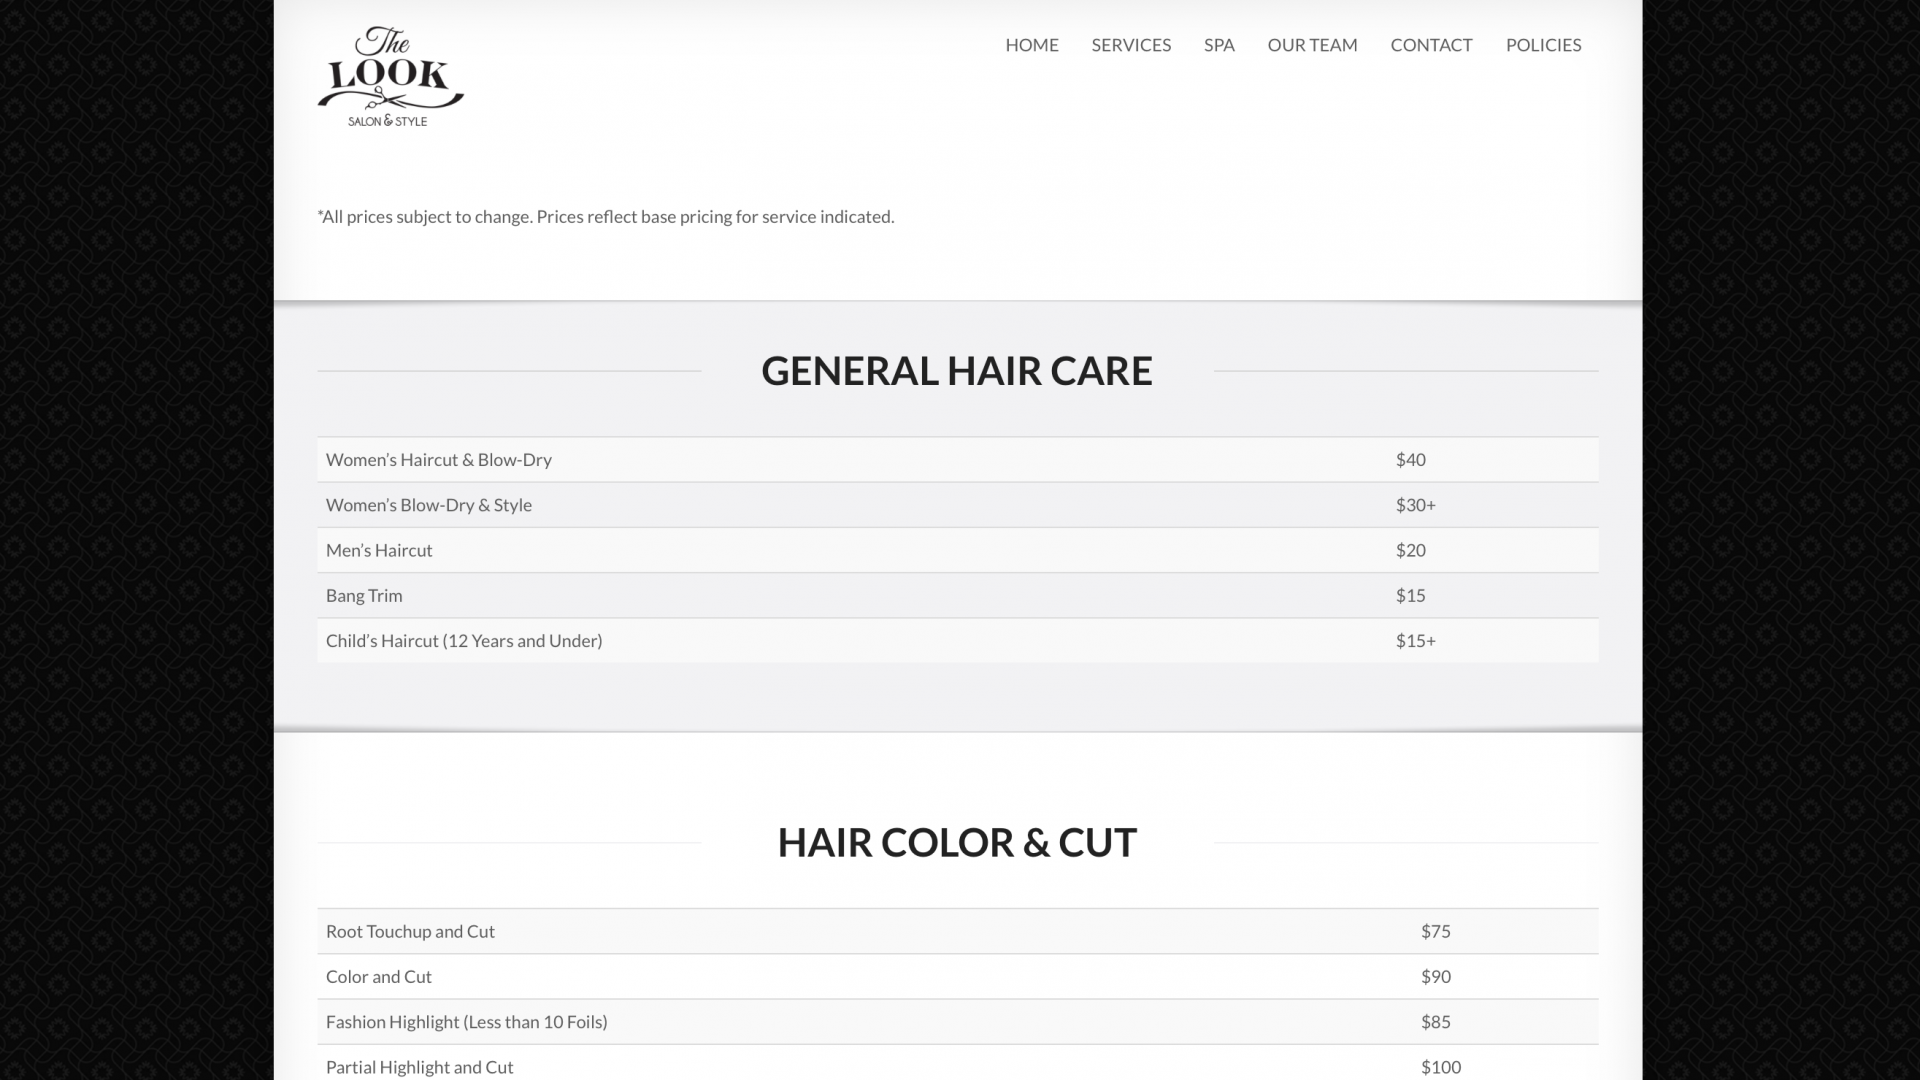 The
LOOK
SALON & STYLE
HOME SERVICES SPA OUR TEAM CONTACT POLICIES
*All prices subject to change. Prices reflect base pricing for service indicated.
GENERAL HAIR CARE
Women’s Haircut & Blow-Dry $40
Women’s Blow-Dry & Style $30+
Men’s Haircut $20
Bang Trim $15
Child’s Haircut (12 Years and Under) $15+
HAIR COLOR & CUT
Root Touchup and Cut $75
Color and Cut $90
Fashion Highlight (Less than 10 Foils) $85
Partial Highlight and Cut $100